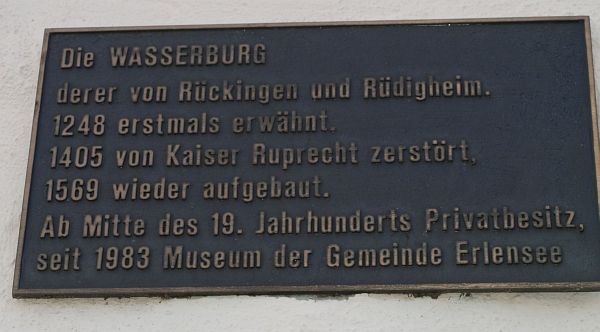 Die WASSERBURG
derer von Rückingen und Rüdigheim.
1248 erstmals erwähnt.
1405 von Kaiser Ruprecht zerstört,
1569 wieder aufgebaut.
Ab Mitte des 19. Jahrhunderts Privatbesitz,
seit 1983 Museum der Gemeinde Erlensee